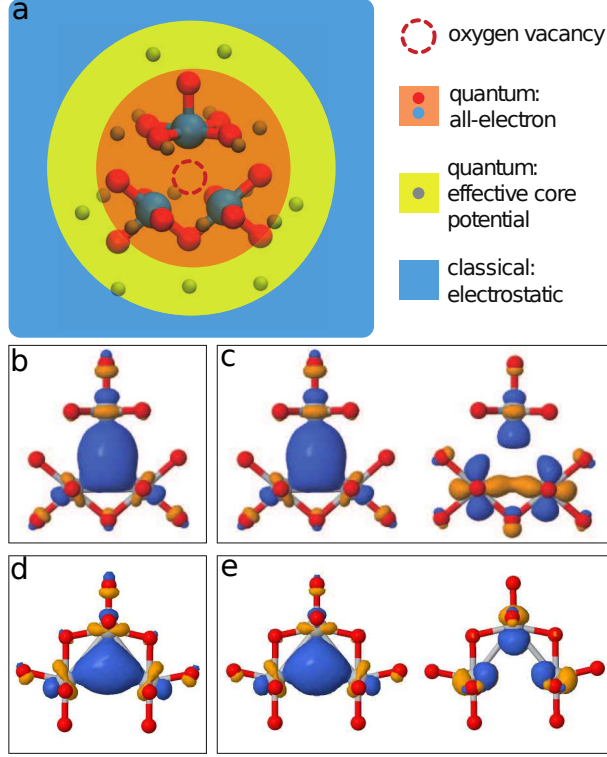 a
oxygen vacancy
quantum:
all-electron
quantum:
effective core
potential
classical:
electrostatic
b
c
d
e